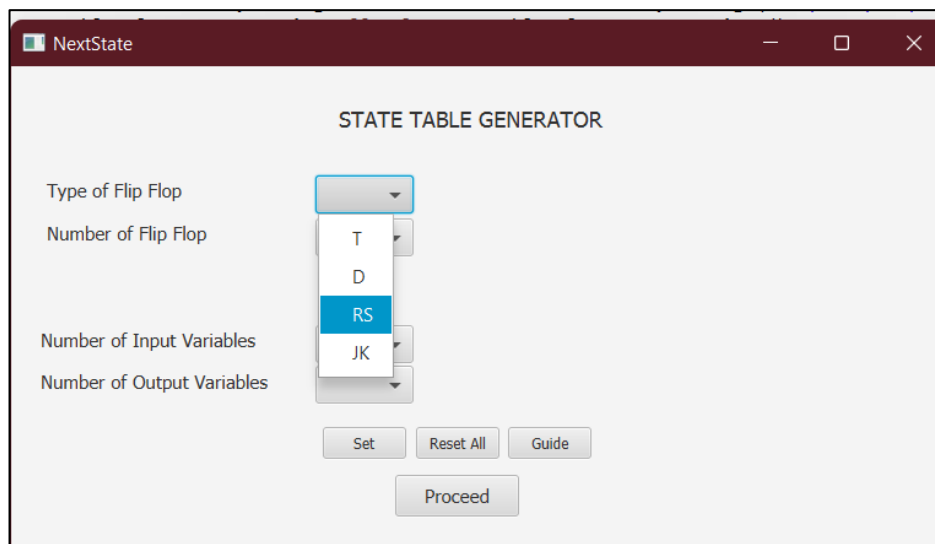 NextState
STATE TABLE GENERATOR
Type of Flip Flop
Number of Flip Flop
T
D
RS
JK
Number of Input Variables
Number of Output Variables
Set Reset All Guide
Proceed